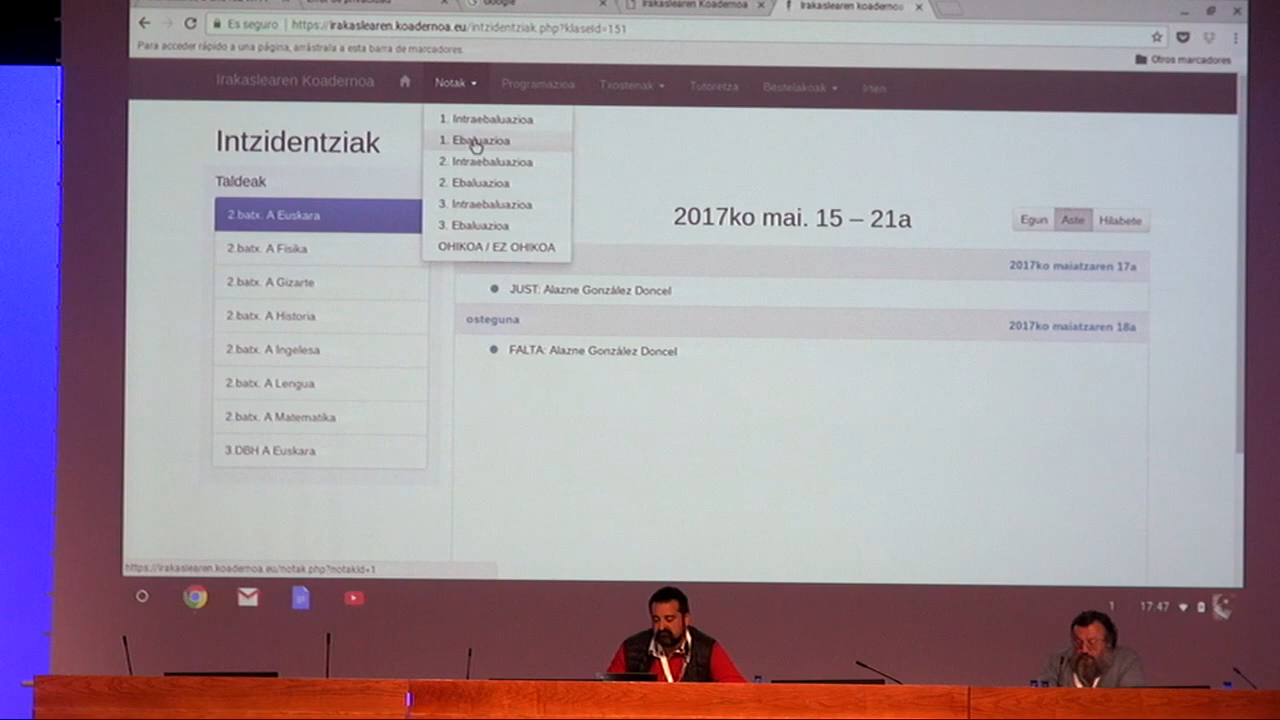 Google
Irakaslearen Koadernoa
Irakaslearen koadernoa
Es seguro | https://irakaslearen.koadernoa.eu/intzidentziak.php?klaseId=151
Para acceder rápido a una página, arrástrala a esta barra de marcadores.
Otros marcadores
Irakaslearen Koadernoa
Notak
Programazioa
Txostenak
Tutoretza
Bestelakoak
Irten
1. Intraebaluazioa
1. Ebaluazioa
2. Intraebaluazioa
2. Ebaluazioa
3. Intraebaluazioa
3. Ebaluazioa
OHIKOA / EZ OHIKOA
Intzidentziak
Taldeak
2.batx. A Euskara
2.batx. A Fisika
2.batx. A Gizarte
2.batx. A Historia
2.batx. A Ingelesa
2.batx. A Lengua
2.batx. A Matematika
3.DBH A Euskara
2017ko mai. 15 – 21a
Egun Aste Hilabete
2017ko maiatzaren 17a
JUST: Alazne González Doncel
osteguna 2017ko maiatzaren 18a
FALTA: Alazne González Doncel
https://irakaslearen.koadernoa.eu/notak.php?notakId=1
1 17:47